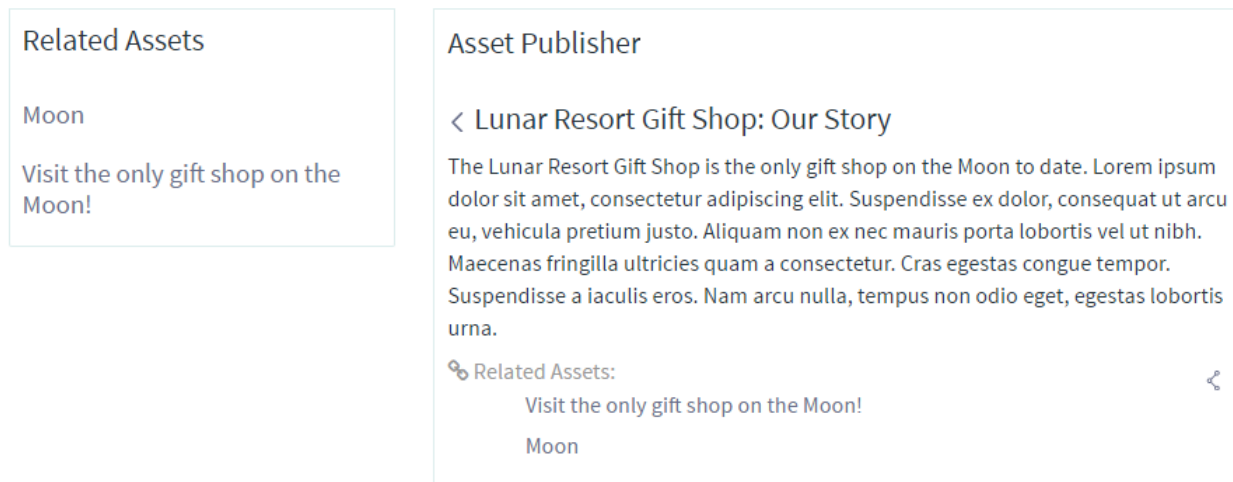 Related Assets
Moon
Visit the only gift shop on the
Moon!
Asset Publisher
Lunar Resort Gift Shop: Our Story
The Lunar Resort Gift Shop is the only gift shop on the Moon to date. Lorem ipsum
dolor sit amet, consectetur adipiscing elit. Suspendisse ex dolor, consequat ut arcu
eu, vehicula pretium justo. Aliquam non ex nec mauris porta lobortis vel ut nibh.
Maecenas fringilla ultricies quam a consectetur. Cras egestas congue tempor.
Suspendisse a iaculis eros. Nam arcu nulla, tempus non odio eget, egestas lobortis
urna.
Related Assets:
Visit the only gift shop on the Moon!
Moon